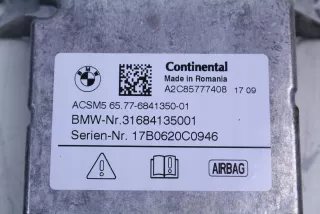 BMW
Continental
Made in Romania
A2C85777408 17 09
ACSM5 65.77-6841350-01
BMW-Nr.31684135001
Serien-Nr. 17B0620C0946
AIRBAG